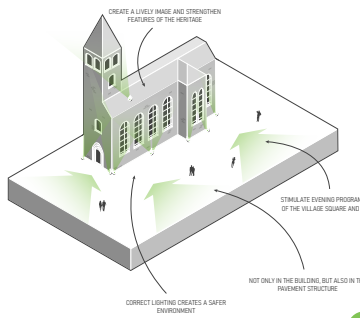 CREATE A LIVELY IMAGE AND STRENGTHEN
FEATURES OF THE HERITAGE
STIMULATE EVENING PROGRAM
OF THE VILLAGE SQUARE AND
NOT ONLY IN THE BUILDING, BUT ALSO IN
PAVEMENT STRUCTURE
CORRECT LIGHTING CREATES A SAFER
ENVIRONMENT